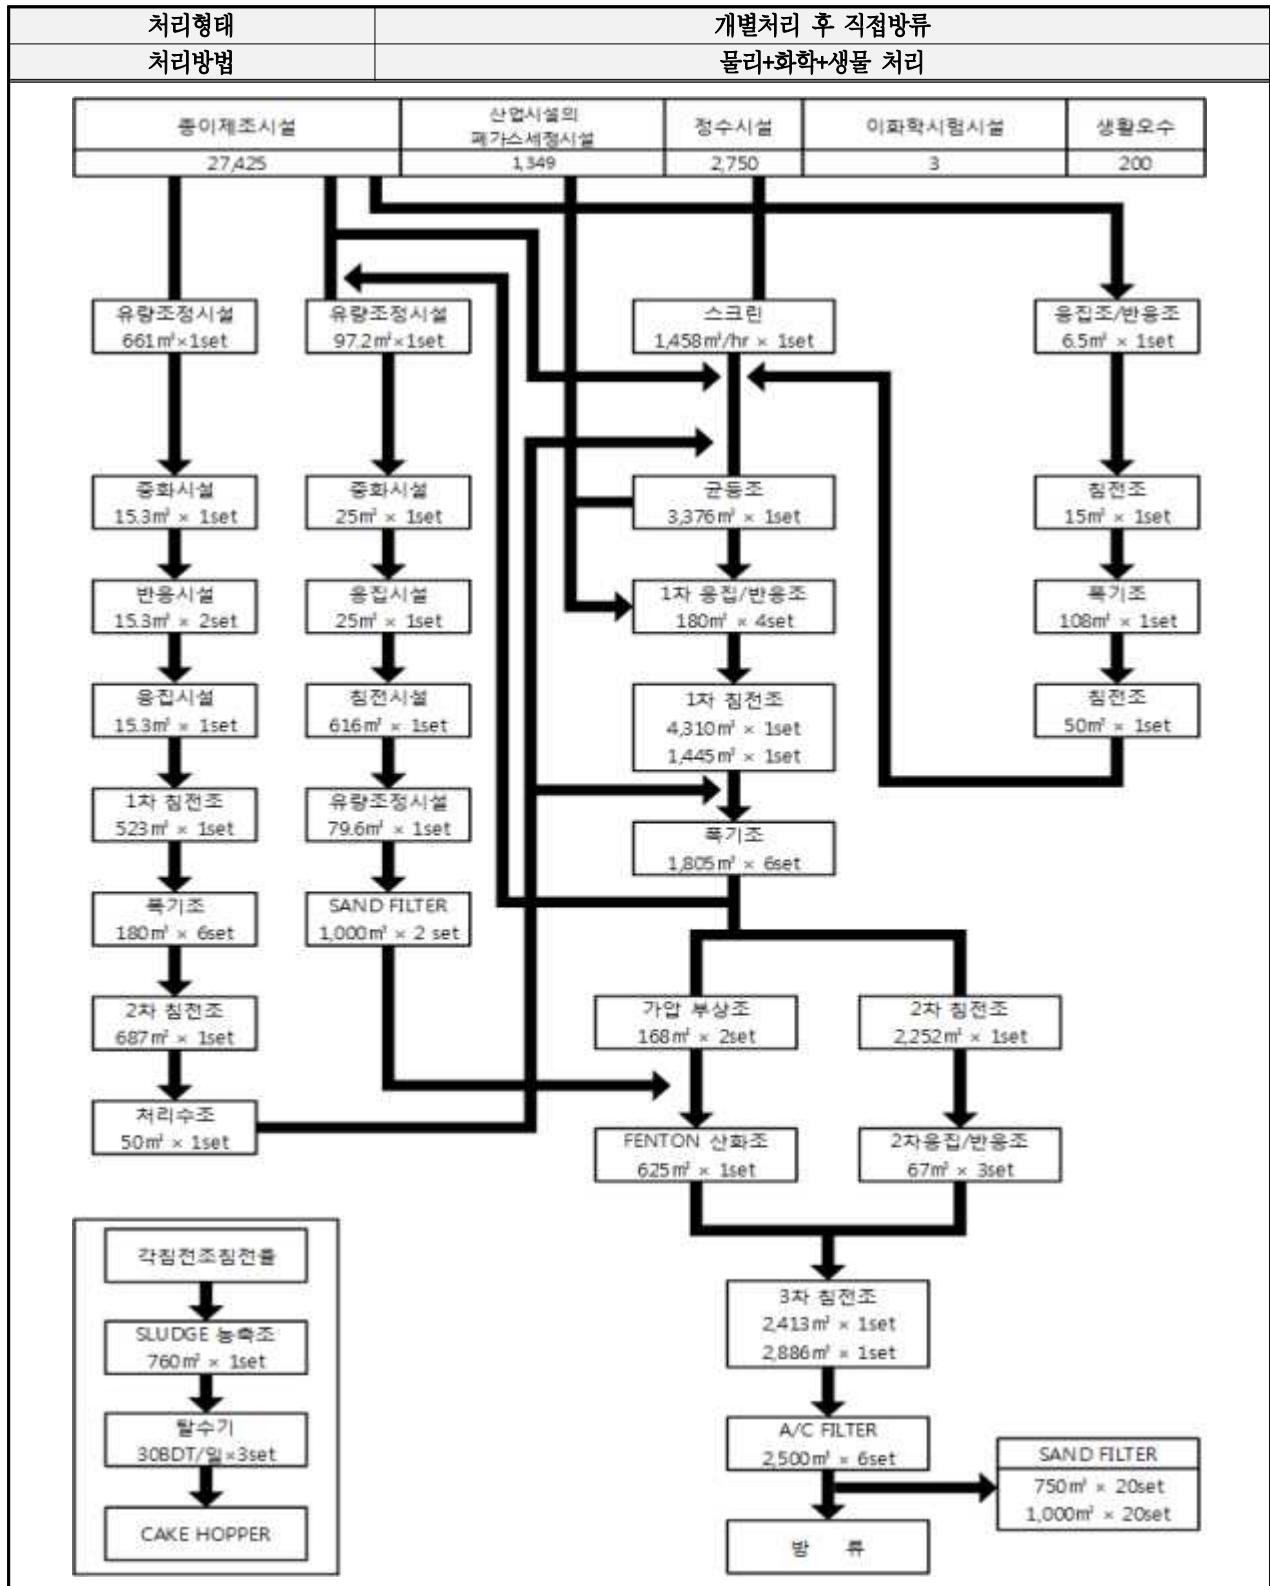 처리형태
개별처리 후 직접방류
처리방법
물리+화학+생물 처리
종이제조시설
산업시설의
폐가스세정시설
정수시설
이화학시험시설
생활오수
27,425
1,349
2,750
3
200
유량조정시설
661㎥×1set
유량조정시설
97.2㎥×1set
스크린
1,458㎥/hr × 1set
응집조/반응조
6.5㎥ × 1set
중화시설
15.3㎥ × 1set
중화시설
25㎥ × 1set
균등조
3,376㎥ × 1set
침전조
15㎥ × 1set
반응시설
15.3㎥ × 2set
응집시설
25㎥ × 1set
1차 응집/반응조
180㎥ × 4set
폭기조
108㎥ × 1set
응집시설
15.3㎥ × 1set
침전시설
616㎥ × 1set
1차 침전조
4,310㎥ × 1set
1,445㎥ × 1set
침전조
50㎥ × 1set
1차 침전조
523㎥ × 1set
유량조정시설
79.6㎥ × 1set
폭기조
1,805㎥ × 6set
폭기조
180㎥ × 6set
SAND FILTER
1,000㎥ × 2 set
2차 침전조
687㎥ × 1set
가압 부상조
168㎥ × 2set
2차 침전조
2,252㎥ × 1set
처리수조
50㎥ × 1set
FENTON 산화조
625㎥ × 1set
2차응집/반응조
67㎥ × 3set
각침전조침전물
SLUDGE 농축조
760㎥ × 1set
탈수기
30BDT/일×3set
CAKE HOPPER
3차 침전조
2,413㎥ × 1set
2,886㎥ × 1set
A/C FILTER
2,500㎥ × 6set
SAND FILTER
750㎥ × 20set
1,000㎥ × 20set
방 류